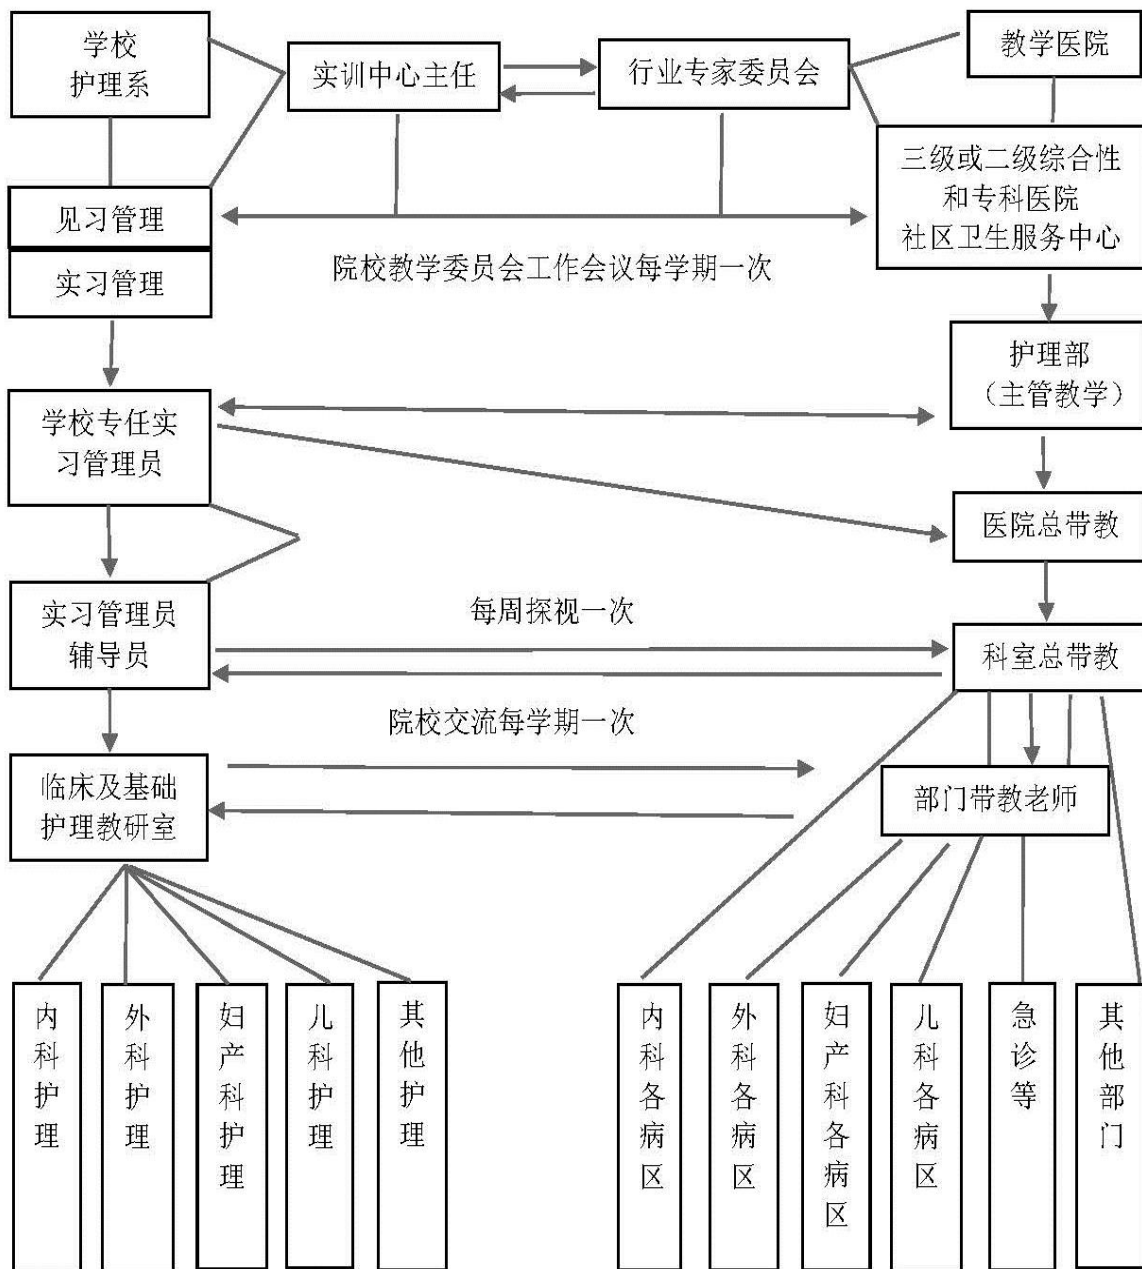 学校
护理系
实训中心主任
行业专家委员会
教学医院
三级或二级综合性
和专科医院
社区卫生服务中心
见习管理
实习管理
院校教学委员会工作会议每学期一次
护理部
（主管教学）
学校专任实
习管理员
医院总带教
实习管理员
辅导员
每周探视一次
科室总带教
院校交流每学期一次
临床及基础
护理教研室
部门带教老师
内科护理
外科护理
妇产科护理
儿科护理
其他护理
内科各病区
外科各病区
妇产科各病区
儿科各病区
急诊等
其他部门